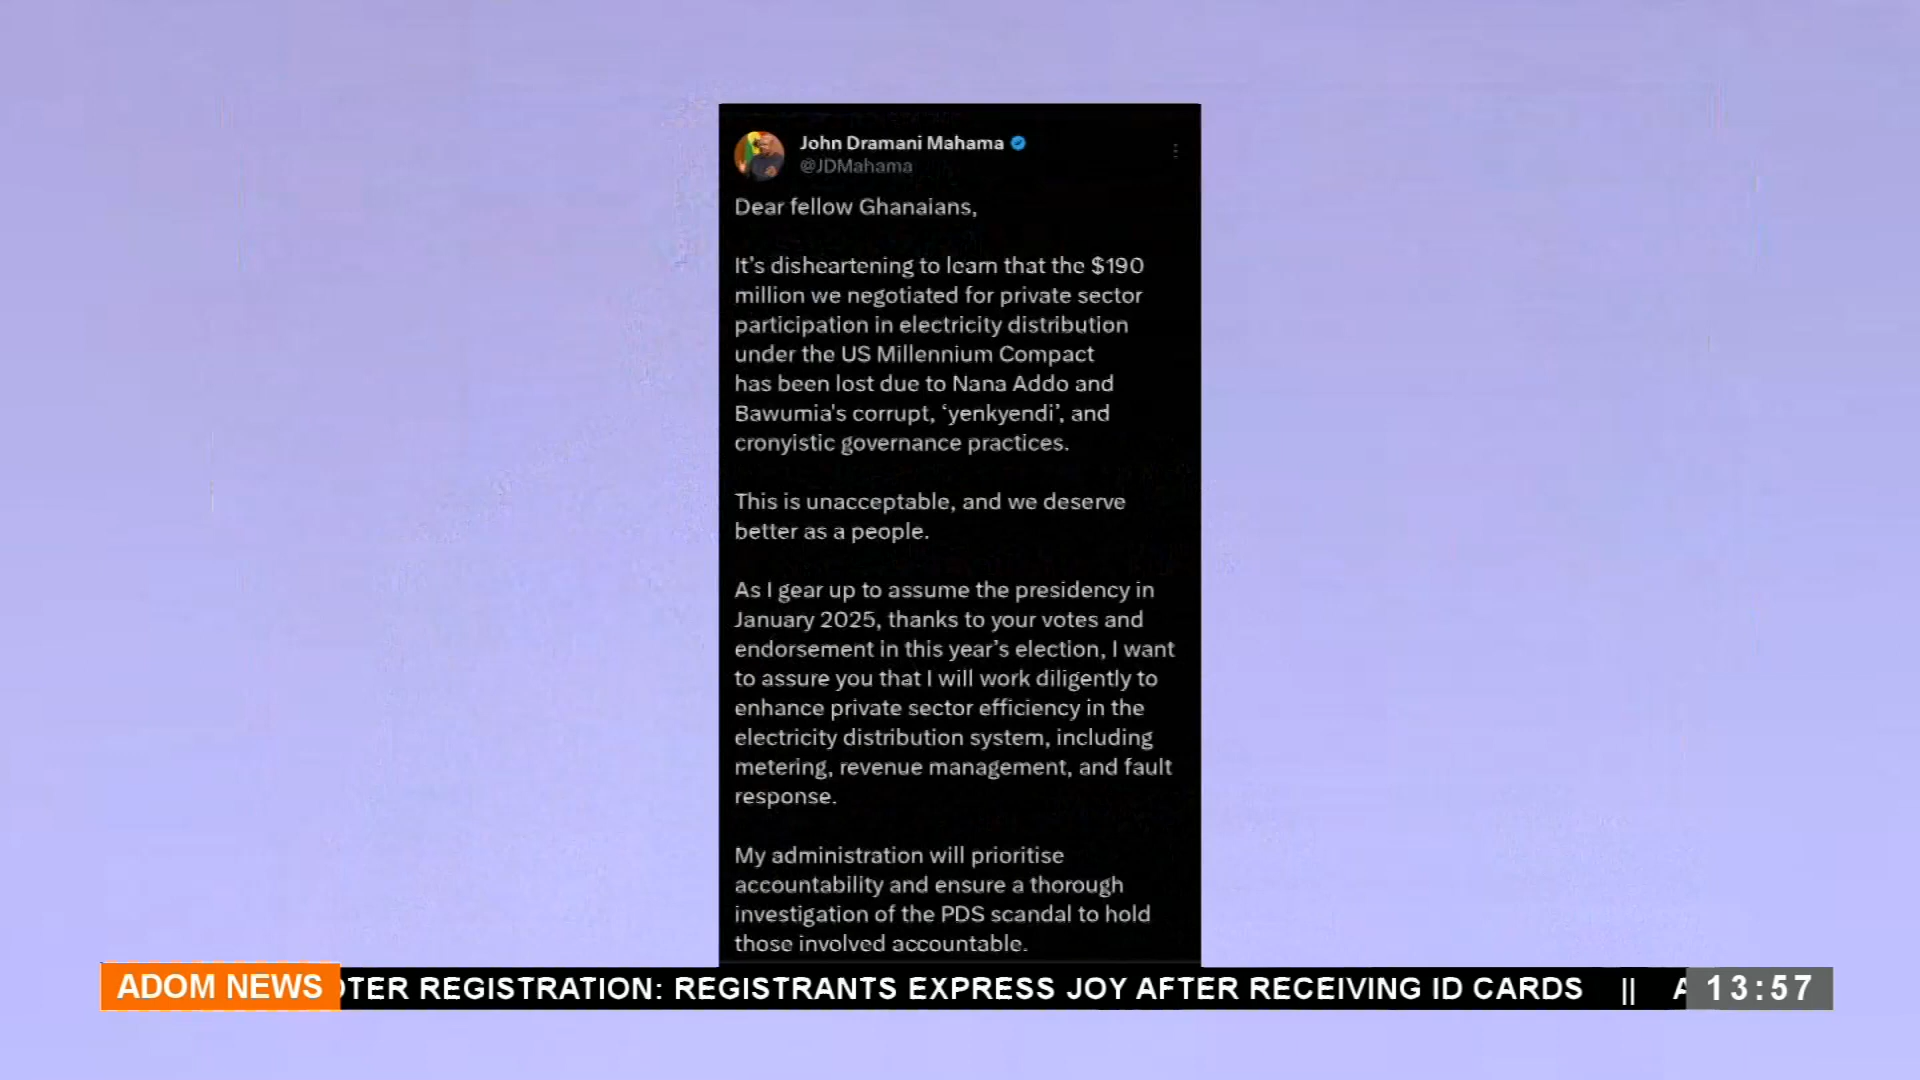 John Dramani Mahama
@JDMahama
Dear fellow Ghanaians,
It's disheartening to learn that the $190
million we negotiated for private sector
participation in electricity distribution
under the US Millennium Compact
has been lost due to Nana Addo and
Bawumia's corrupt, ‘yenkyendi’, and
cronyistic governance practices.
This is unacceptable, and we deserve
better as a people.
As I gear up to assume the presidency in
January 2025, thanks to your votes and
endorsement in this year's election, I want
to assure you that I will work diligently to
enhance private sector efficiency in the
electricity distribution system, including
metering, revenue management, and fault
response.
My administration will prioritise
accountability and ensure a thorough
investigation of the PDS scandal to hold
those involved accountable.
ADOM NEWS REGISTRATION: REGISTRANTS EXPRESS JOY AFTER RECEIVING ID CARDS || 13:57